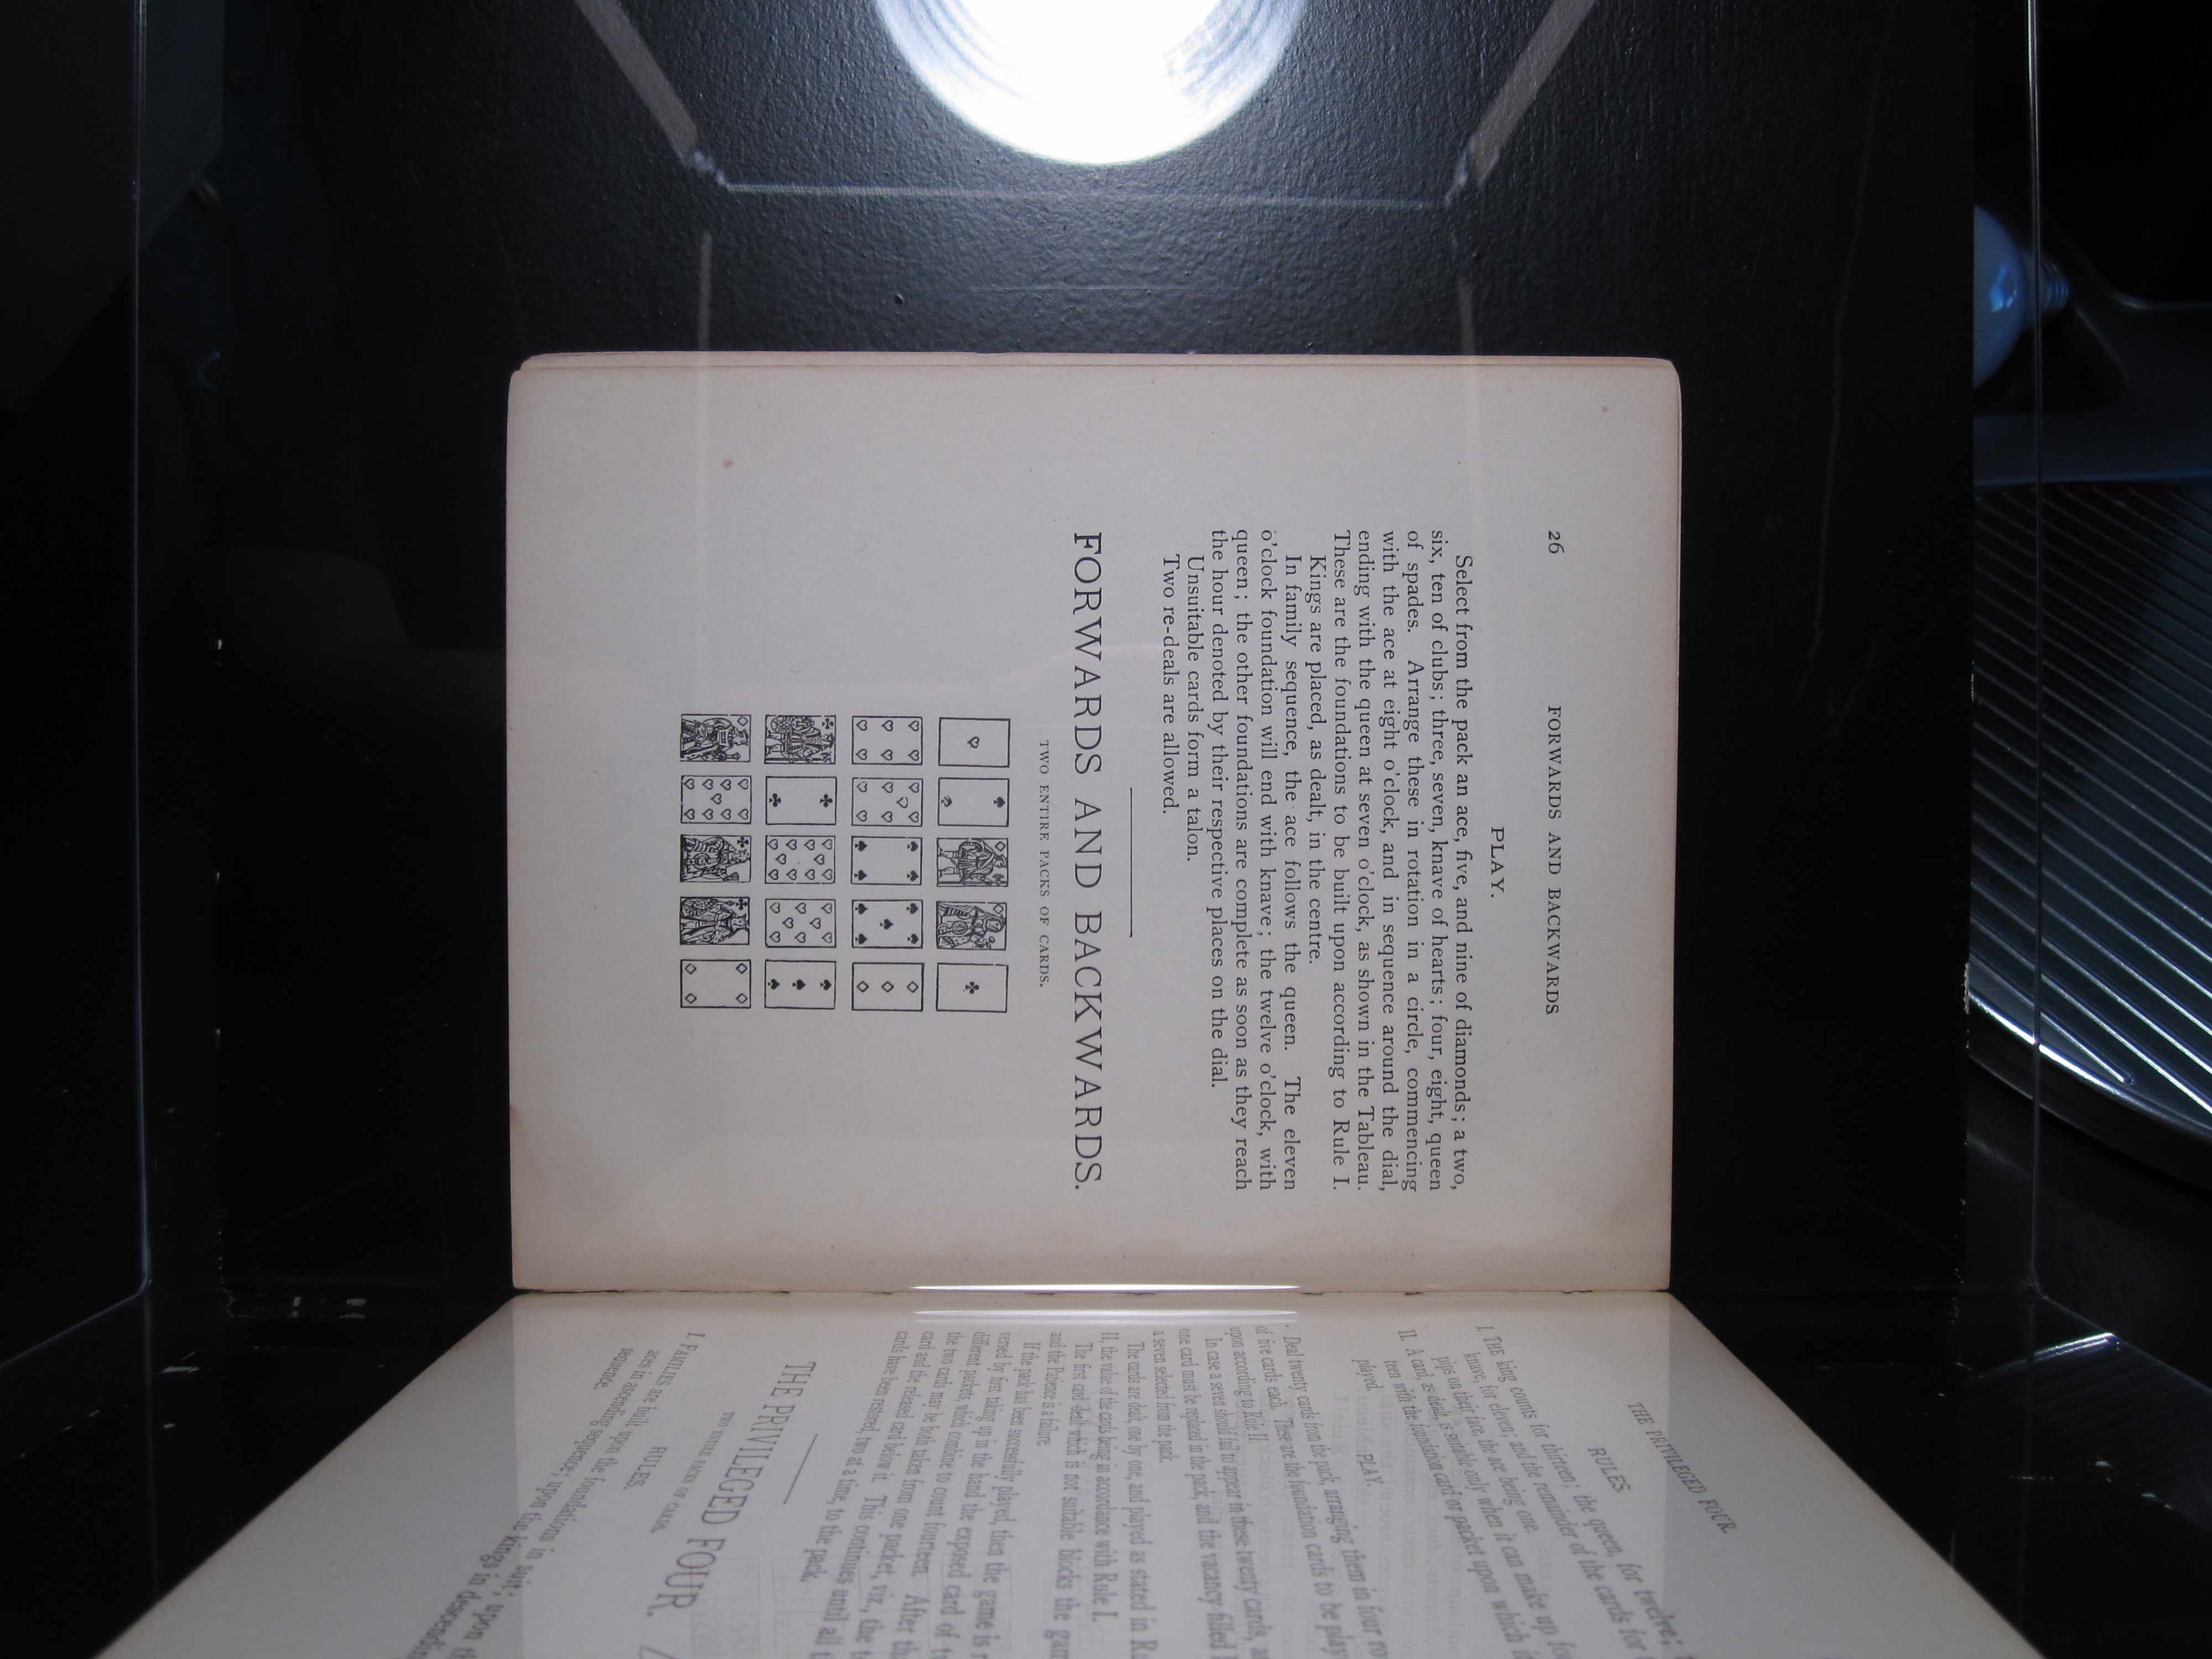 26 FORWARDS AND BACKWARDS
PLAY.
Select from the pack an ace, five, and nine of diamonds; a two,
six, ten of clubs; three, seven, knave of hearts; four, eight, queen
of spades. Arrange these in rotation in a circle, commencing
with the ace at eight o'clock, and in sequence around the dial,
ending with the queen at seven o'clock, as shown in the Tableau.
These are the foundations to be built upon according to Rule I.
Kings are placed, as dealt, in the centre.
In family sequence, the ace follows the queen. The eleven
o'clock foundation will end with knave; the twelve o'clock, with
queen; the other foundations are complete as soon as they reach
the hour denoted by their respective places on the dial.
Unsuitable cards form a talon.
Two re-deals are allowed.
FORWARDS AND BACKWARDS.
TWO ENTIRE PACKS OF CARDS.
THE PRIVILEGED FOUR.
RULES.
I. THE king counts for thirteen; the queen, for twelve;
knave, for eleven; and the remainder of the cards for
pips on their face, the ace being one.
II. A card, as dealt, is suitable only when it can make up
teen with the foundation card or packet upon which
played.
PLAY.
Deal twenty cards from the pack, arranging them in four
of five cards each. These are the foundation cards to be
upon according to Rule II.
In case a seven should fail to appear in these twenty cards,
one card must be replaced in the pack, and the vacancy filled
a seven selected from the pack.
The cards are dealt, one by one, and played as stated in
II, the value of the cards being in accordance with Rule I.
The first card dealt which is not suitable blocks the
and the Patience is a failure.
If the pack has been successfully played, then the game is
versed by first taking up in the hand the exposed card of
different packets, which combine to count fourteen. After
the two cards may be both taken from one packet, viz., the
card and the released card below it. This continues until all
cards have been restored, two at a time, to the pack.
THE PRIVILEGED FOUR.
TWO ENTIRE PACKS OF CARDS.
RULES.
I. FAMILIES are built upon the foundations in suit; upon
aces in ascending sequence; upon the kings in
sequence.